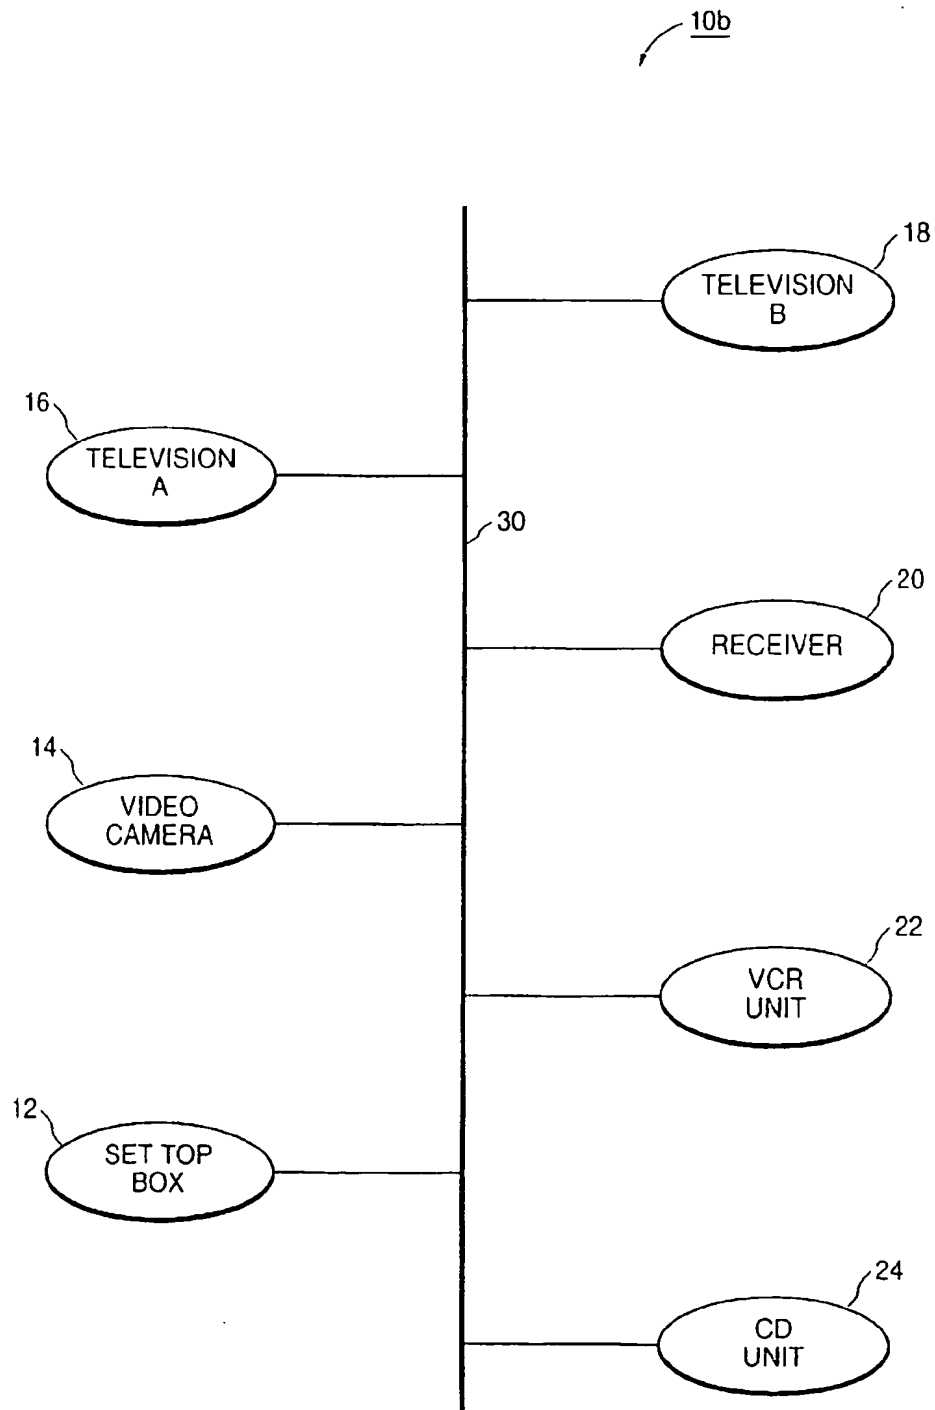 10b
18
TELEVISION
B
16
TELEVISION
A
30
20
RECEIVER
14
VIDEO
CAMERA
22
VCR
UNIT
12
SET TOP
BOX
24
CD
UNIT